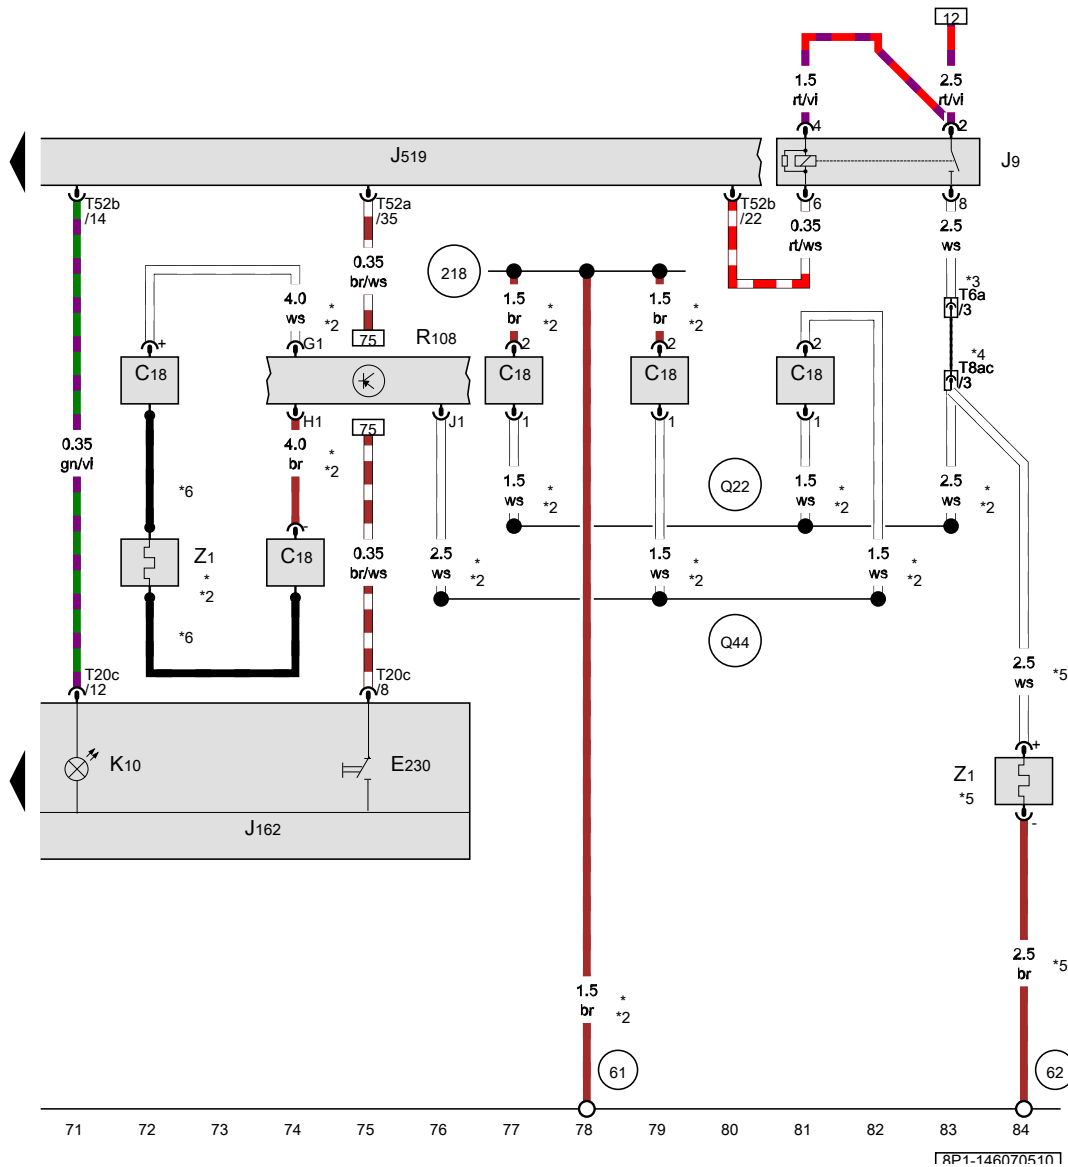 12
1.5
rt/vi
2.5
rt/vi
4
2
J519
J9
T52b
/14
T52a
/35
T52b
/22
6
8
0.35
br/ws
0.35
rt/ws
2.5
ws
218
4.0
ws
*
*2
1.5
br
*
*2
1.5
br
*
*2
*3
T6a
/3
75
R108
+
G1
2
2
2
*4
T8ac
/3
C18
C18
C18
C18
H1
75
J1
1
1
1
0.35
gn/vi
4.0
br
*
*2
*6
1.5
ws
*
*2
Q22
1.5
ws
*
*2
2.5
ws
*
*2
-
Z1
*
*2
C18
0.35
br/ws
2.5
ws
*
*2
1.5
ws
*
*2
1.5
ws
*
*2
*6
Q44
T20c
/12
T20c
/8
2.5
ws
*5
K10
E230
+
Z1
*5
-
J162
2.5
br
*5
1.5
br
*
*2
61
62
71 72 73 74 75 76 77 78 79 80 81 82 83 84
8P1-146070510